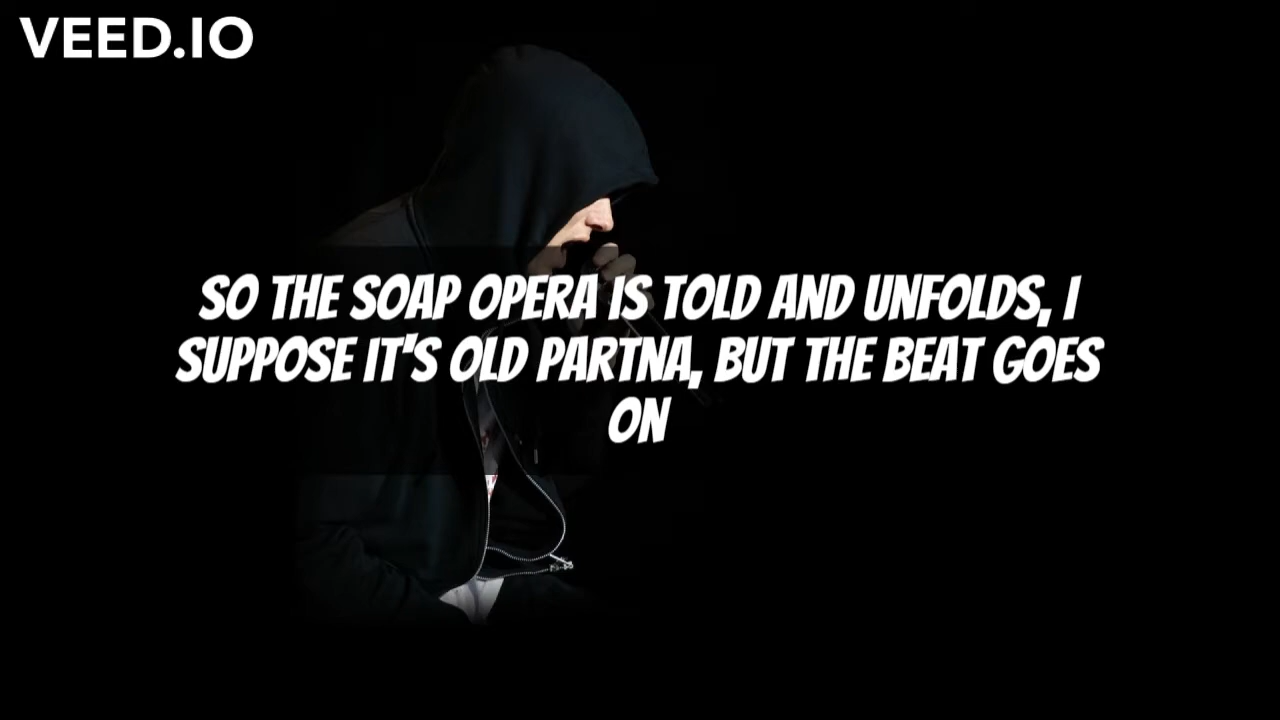 VEED.IO
SO THE SOAP OPERA IS TOLD AND UNFOLDS, I
SUPPOSE IT'S OLD PARTNA, BUT THE BEAT GOES
ON